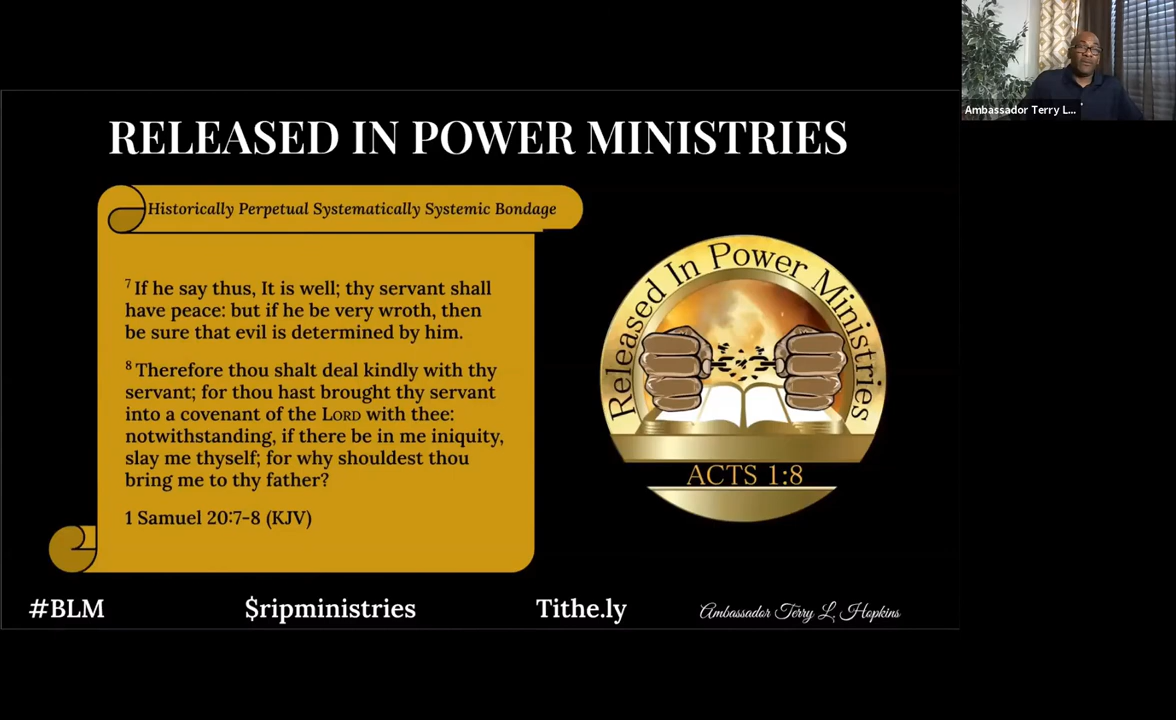 Ambassador Terry L...
RELEASED IN POWER MINISTRIES
Historically Perpetual Systematically Systemic Bondage
7 If he say thus, It is well; thy servant shall
have peace: but if he be very wroth, then
be sure that evil is determined by him.
8 Therefore thou shalt deal kindly with thy
servant; for thou hast brought thy servant
into a covenant of the LORD with thee:
notwithstanding, if there be in me iniquity,
slay me thyself; for why shouldest thou
bring me to thy father?
1 Samuel 20:7-8 (KJV)
Released In Power Ministries
ACTS 1:8
#BLM
$ripministries
Tithe.ly
Ambassador Terry L. Hopkins